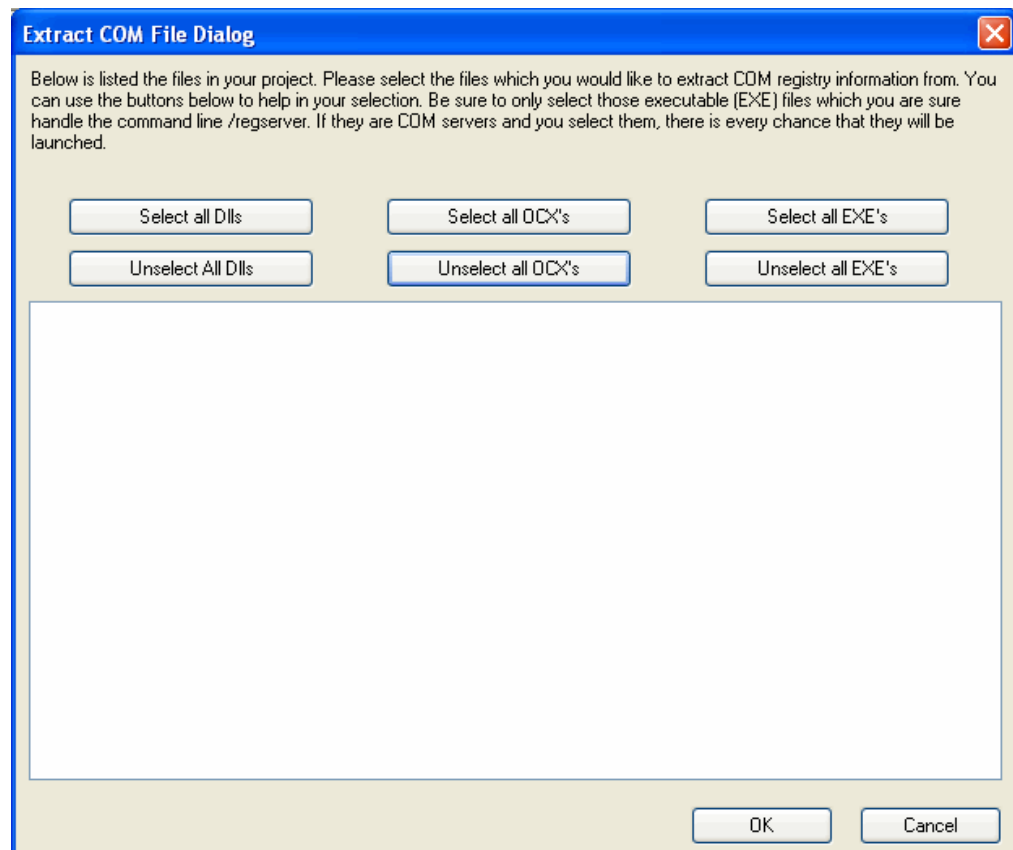 Extract COM File Dialog
Below is listed the files in your project. Please select the files which you would like to extract COM registry information from. You
can use the buttons below to help in your selection. Be sure to only select those executable (EXE) files which you are sure
handle the command line /regserver. If they are COM servers and you select them, there is every chance that they will be
launched.
Select all Dlls
Select all OCX's
Select all EXE's
Unselect All Dlls
Unselect all OCX's
Unselect all EXE's
OK
Cancel